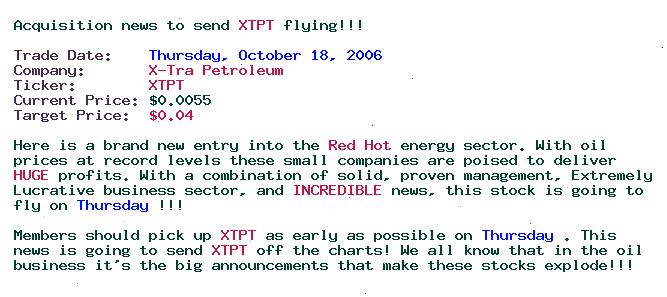 Acquisition news to send XTPT flying!!!
Trade Date: Thursday, October 18, 2006
Company: X-Tra Petroleum
Ticker: XTPT
Current Price: $0.0055
Target Price: $0.04
Here is a brand new entry into the Red Hot energy sector. With oil
prices at record levels these small companies are poised to deliver
HUGE profits. With a combination of solid, proven management, Extremely
Lucrative business sector, and INCREDIBLE news, this stock is going to
fly on Thursday !!!
Members should pick up XTPT as early as possible on Thursday . This
news is going to send XTPT off the charts! We all know that in the oil
business it's the big announcements that make these stocks explode!!!